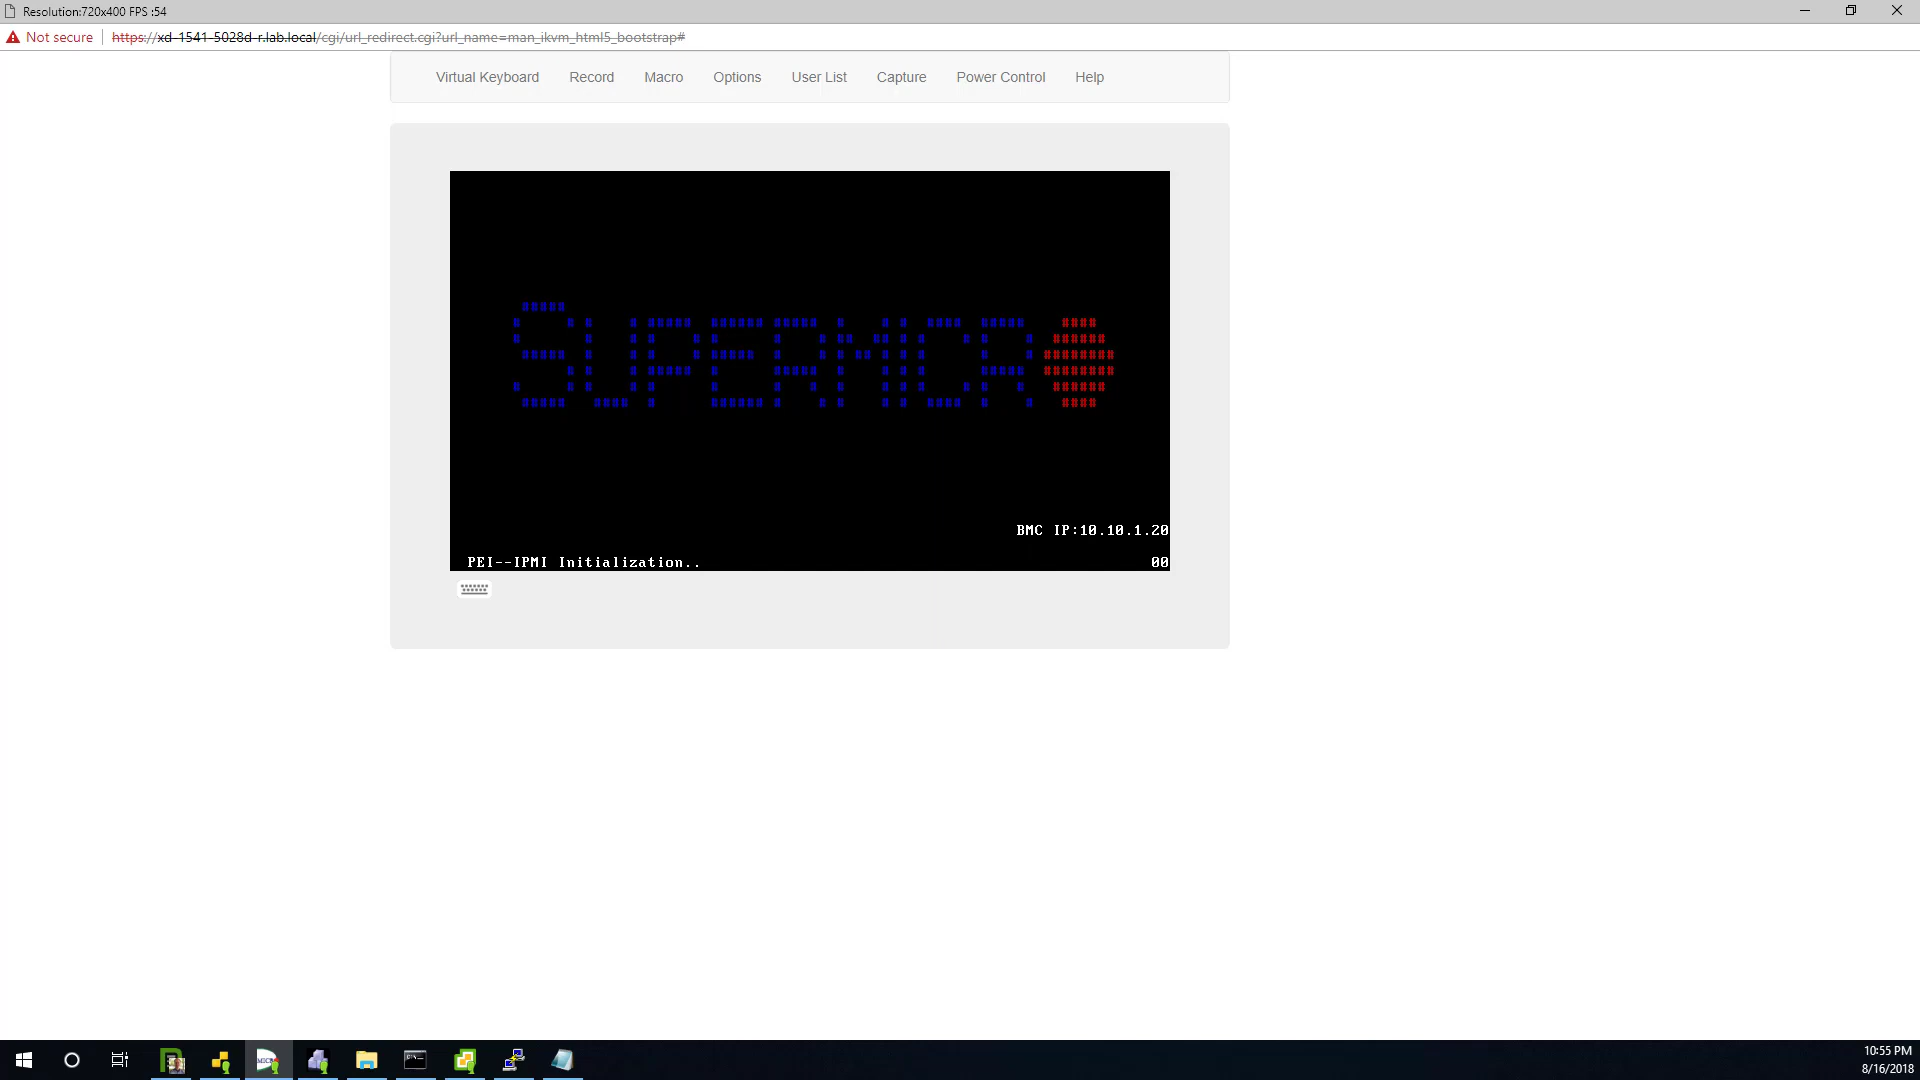 Resolution:720x400 FPS :54
Not secure https://xd-1541-5028d-r.lab.local/cgi/url_redirect.cgi?url_name=man_ikvm_html5_bootstrap#
Virtual Keyboard Record Macro Options User List Capture Power Control Help
SUPERMICR
BMC IP:10.10.1.20
PEI--IPMI Initialization.. 00
10:55 PM
8/16/2018